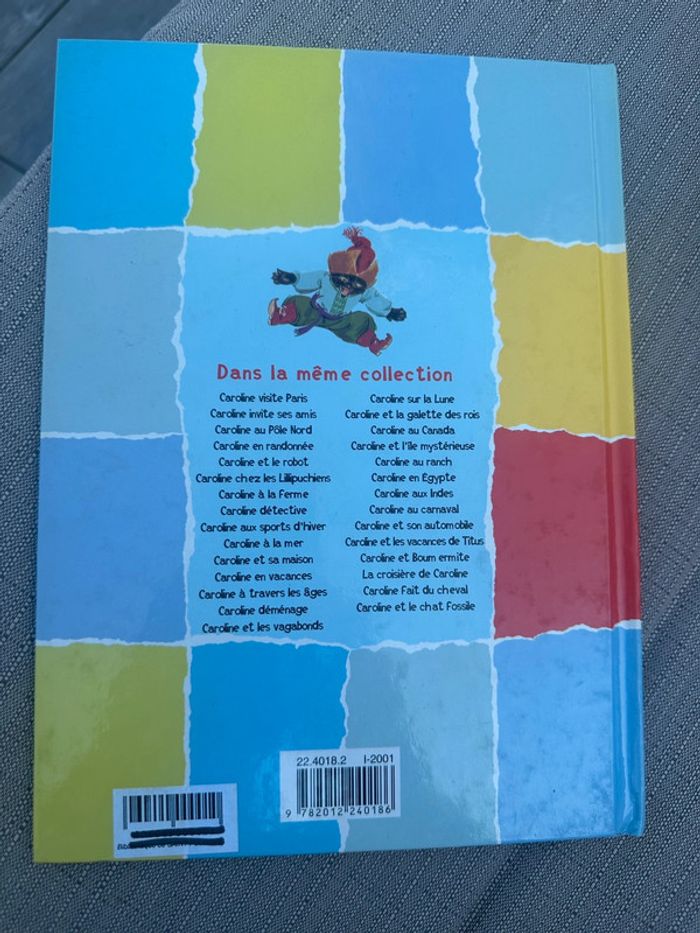 Dans la même collection
Caroline visite Paris
Caroline invite ses amis
Caroline au Pôle Nord
Caroline en randonnée
Caroline et le robot
Caroline chez les Lillipuchiens
Caroline à la Ferme
Caroline détective
Caroline aux sports d'hiver
Caroline à la mer
Caroline et sa maison
Caroline en vacances
Caroline à travers les âges
Caroline déménage
Caroline et les vagabonds
Caroline sur la Lune
Caroline et la galette des rois
Caroline au Canada
Caroline et l'île mystérieuse
Caroline au ranch
Caroline en Égypte
Caroline aux Indes
Caroline au carnaval
Caroline et son automobile
Caroline et les vacances de Titus
Caroline et Boum ermite
La croisière de Caroline
Caroline Fait du cheval
Caroline et le chat Fossile
22.4018.2 I-2001
9 782012 240186